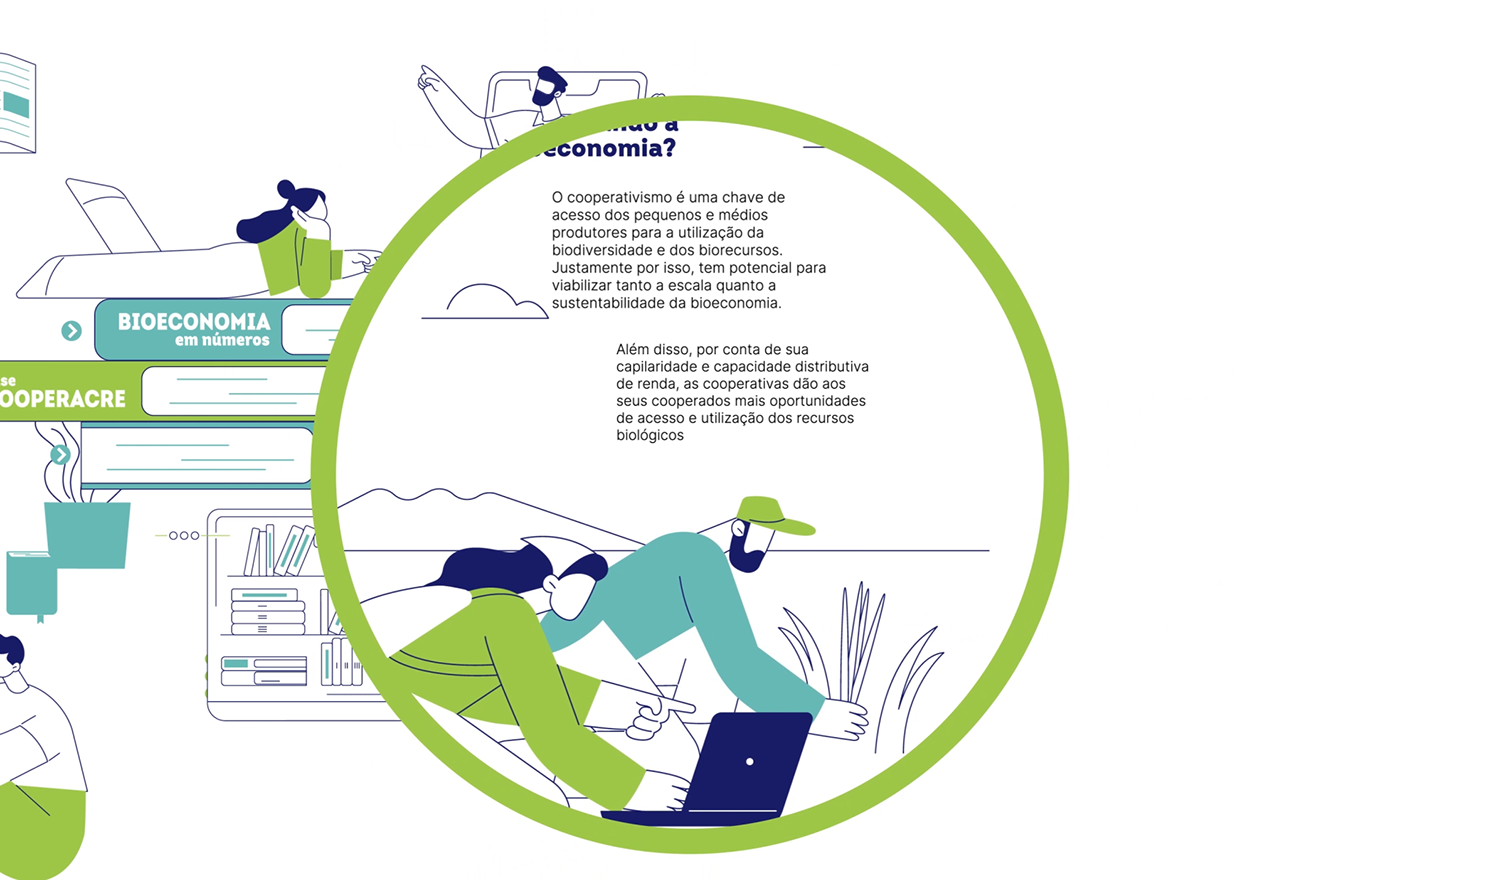 a
economia?
O cooperativismo é uma chave de
acesso dos pequenos e médios
produtores para a utilização da
biodiversidade e dos biorecursos.
Justamente por isso, tem potencial para
viabilizar tanto a escala quanto a
sustentabilidade da bioeconomia.
Além disso, por conta de sua
capilaridade e capacidade distributiva
de renda, as cooperativas dão aos
seus cooperados mais oportunidades
de acesso e utilização dos recursos
biológicos
BIOECONOMIA
em números
se
OOPERACRE